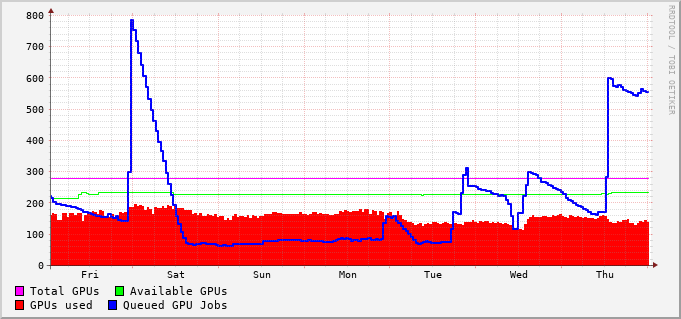 800
700
600
500
400
300
200
100
0
Fri Sat Sun Mon Tue Wed Thu
Total GPUs Available GPUs
GPUs used Queued GPU Jobs
RRDTOOL / TOBI OETIKER